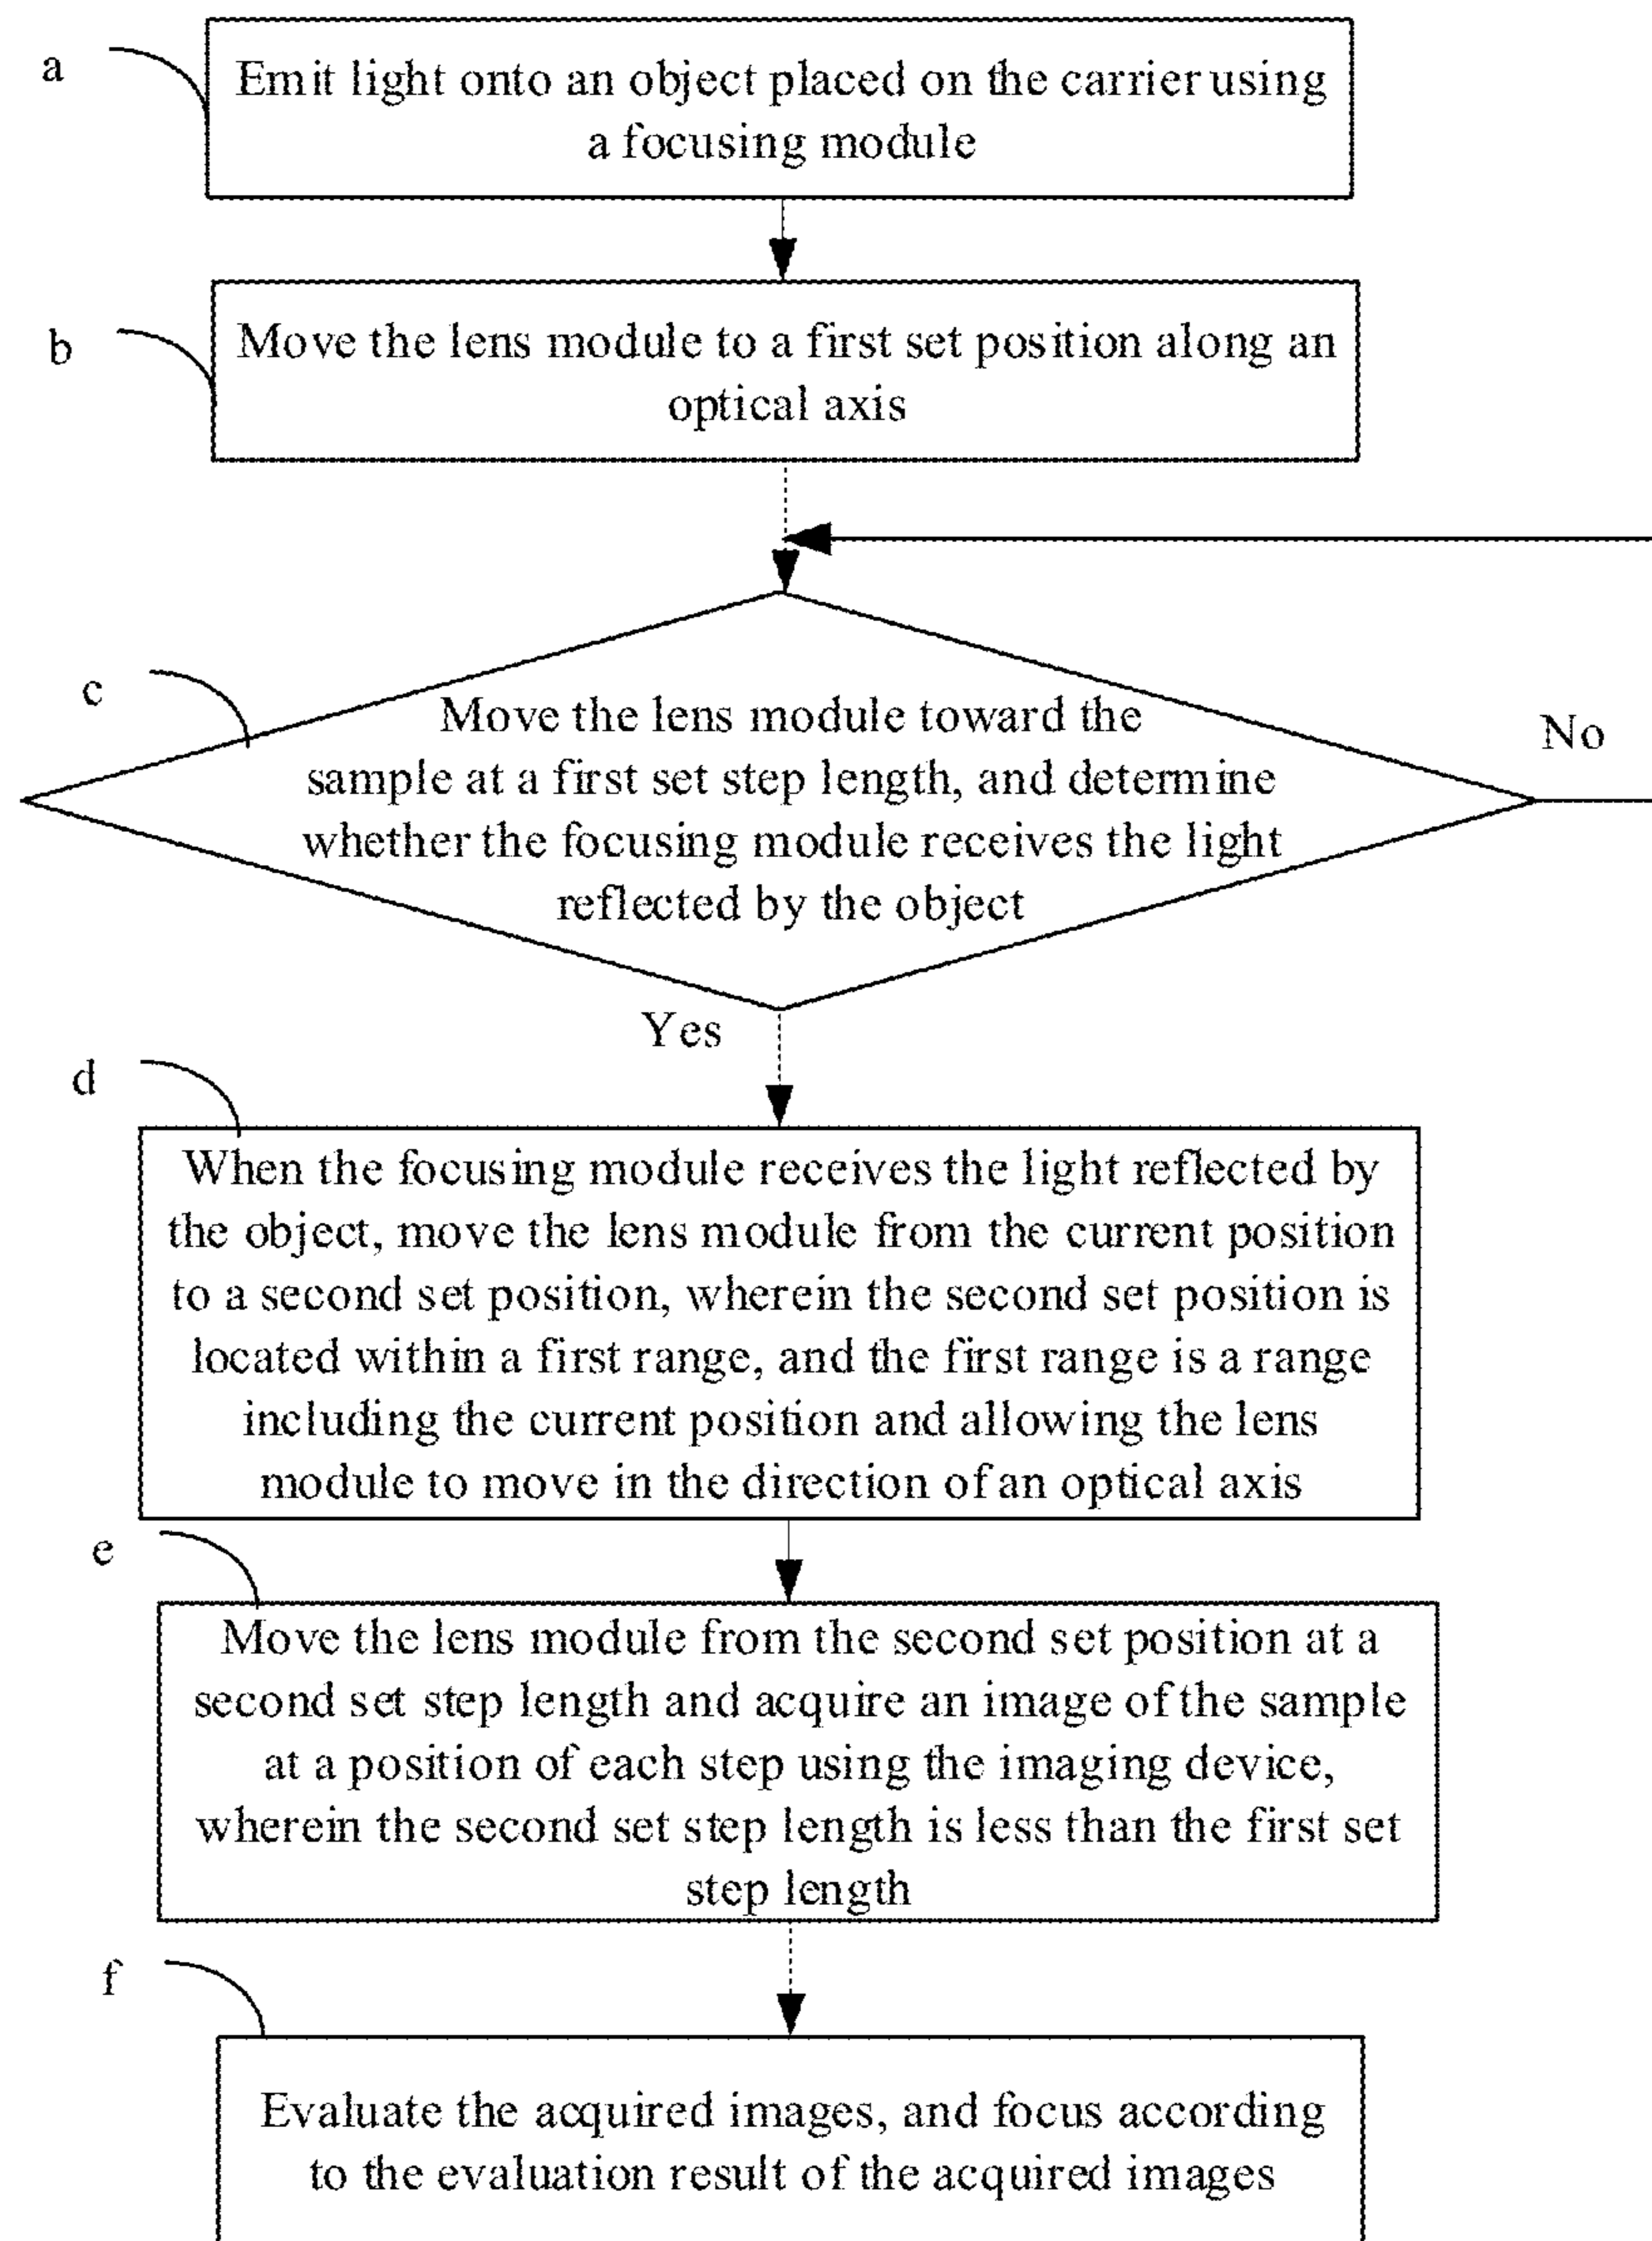 a
Emit light onto an object placed on the carrier using
a focusing module
b
Move the lens module to a first set position along an
optical axis
c
Move the lens module toward the
sample at a first set step length, and determine
whether the focusing module receives the light
reflected by the object
No
Yes
d
When the focusing module receives the light reflected by
the object, move the lens module from the current position
to a second set position, wherein the second set position is
located within a first range, and the first range is a range
including the current position and allowing the lens
module to move in the direction of an optical axis
e
Move the lens module from the second set position at a
second set step length and acquire an image of the sample
at a position of each step using the imaging device,
wherein the second set step length is less than the first set
step length
f
Evaluate the acquired images, and focus according
to the evaluation result of the acquired images